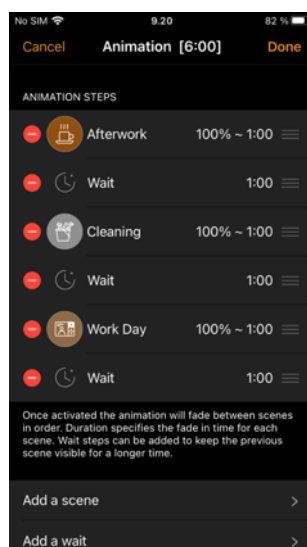 No SIM 9.20 82 %
Cancel Animation [6:00] Done
ANIMATION STEPS
Afterwork 100% ~ 1:00
Wait 1:00
Cleaning 100% ~ 1:00
Wait 1:00
Work Day 100% ~ 1:00
Wait 1:00
Once activated the animation will fade between scenes
in order. Duration specifies the fade in time for each
scene. Wait steps can be added to keep the previous
scene visible for a longer time.
Add a scene
Add a wait